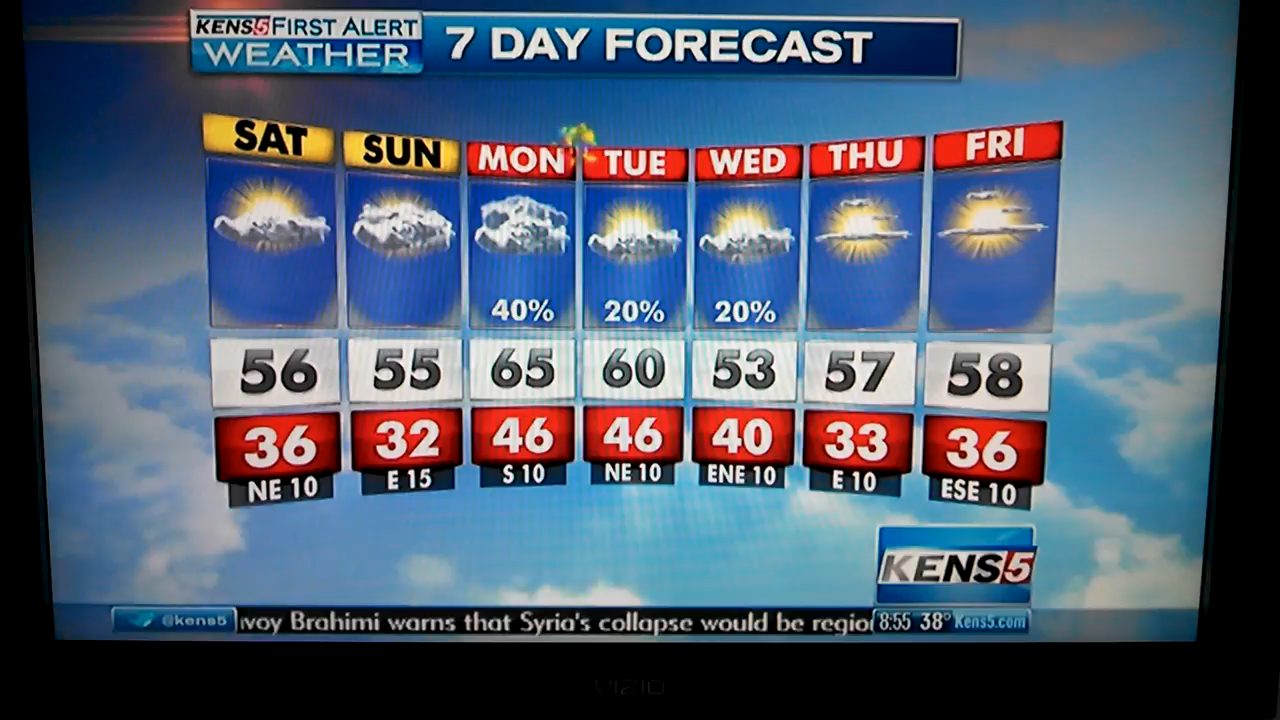 KENS5 FIRST ALERT
WEATHER
7 DAY FORECAST
SAT SUN MON TUE WED THU FRI
40% 20% 20%
56 55 65 60 53 57 58
36 32 46 46 40 33 36
NE 10 E 15 S 10 NE 10 ENE 10 E 10 ESE 10
KENS5
@kens5 ivoy Brahimi warns that Syria's collapse would be regio 8:55 38° Kens5.com
VIZIO